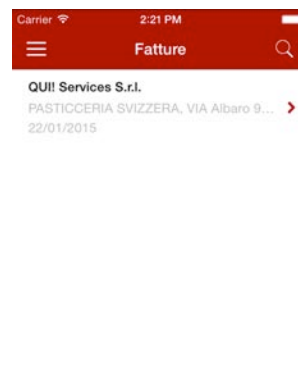 Carrier 2:21 PM
Fatture
QUI! Services S.r.l.
PASTICCERIA SVIZZERA, VIA Albaro 9...
22/01/2015